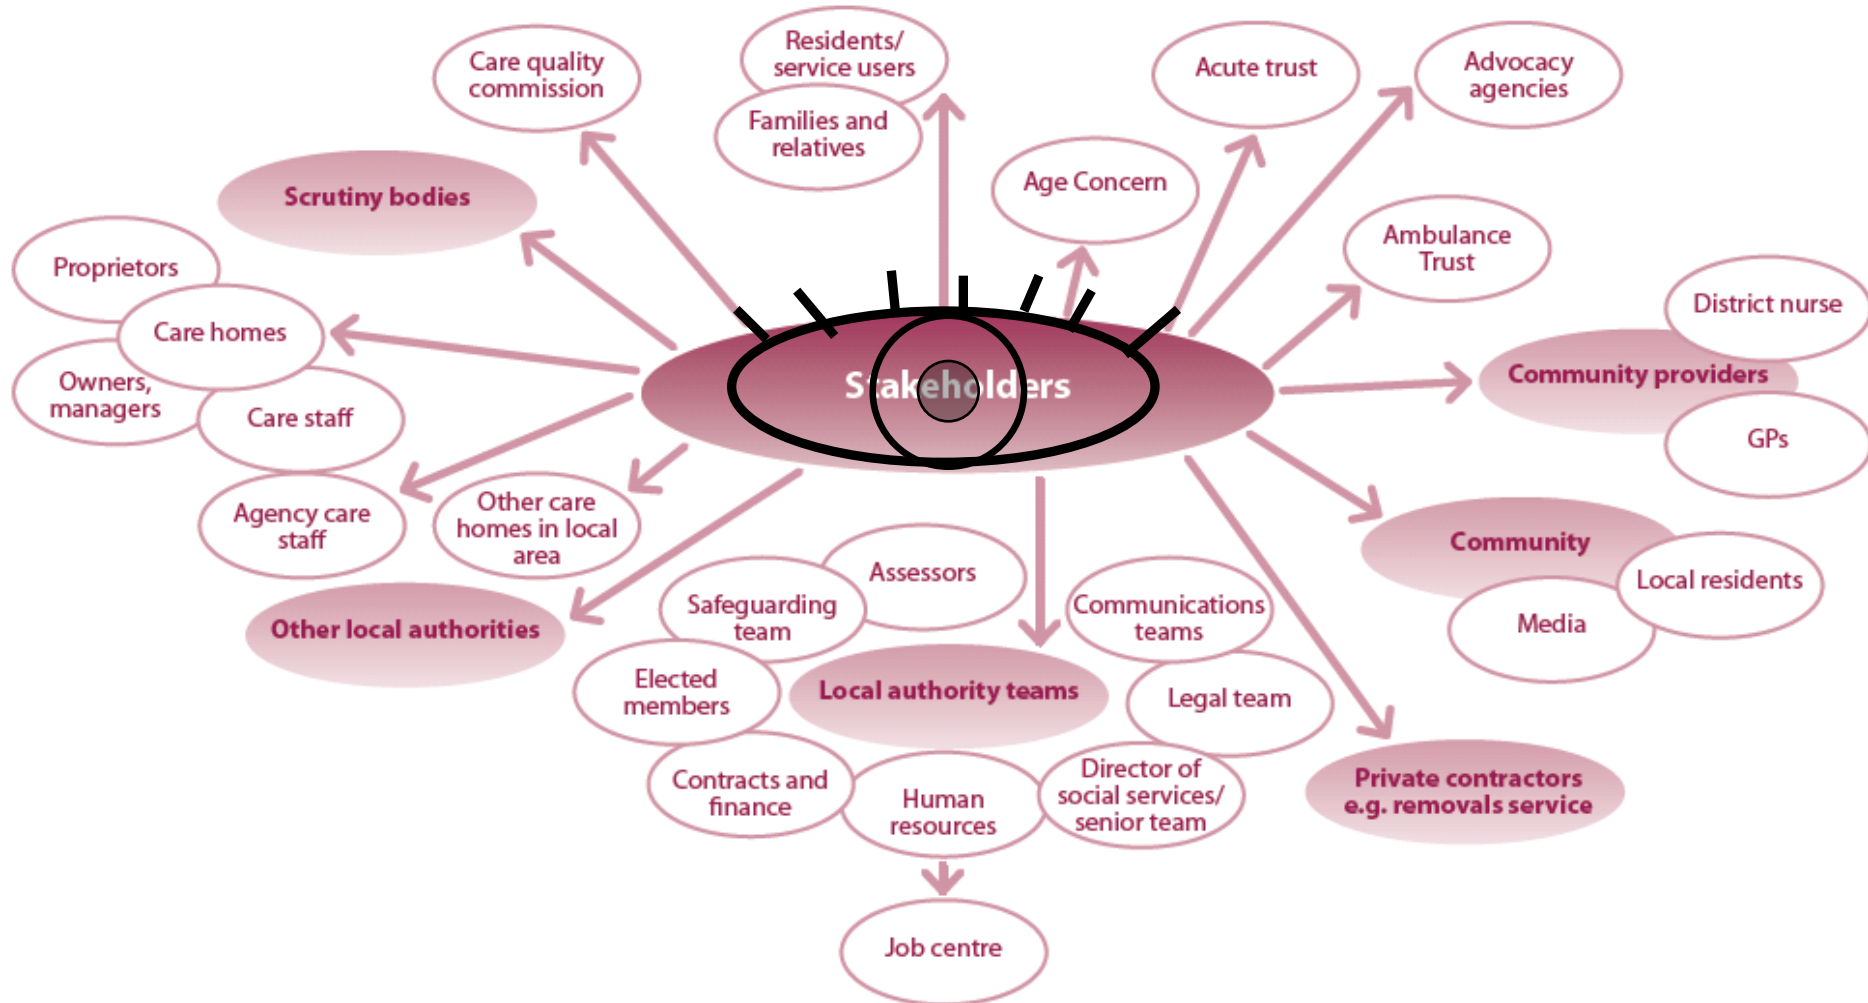 Care quality
commission
Residents/
service users
Families and
relatives
Acute trust
Advocacy
agencies
Age Concern
Scrutiny bodies
Ambulance
Trust
Proprietors
Care homes
Owners,
managers
Care staff
District nurse
Community providers
GPs
Stakeholders
Agency care
staff
Other care
homes in local
area
Community
Local residents
Media
Other local authorities
Assessors
Safeguarding
team
Communications
teams
Elected
members
Local authority teams
Legal team
Contracts and
finance
Human
resources
Director of
social services/
senior team
Private contractors
e.g. removals service
Job centre